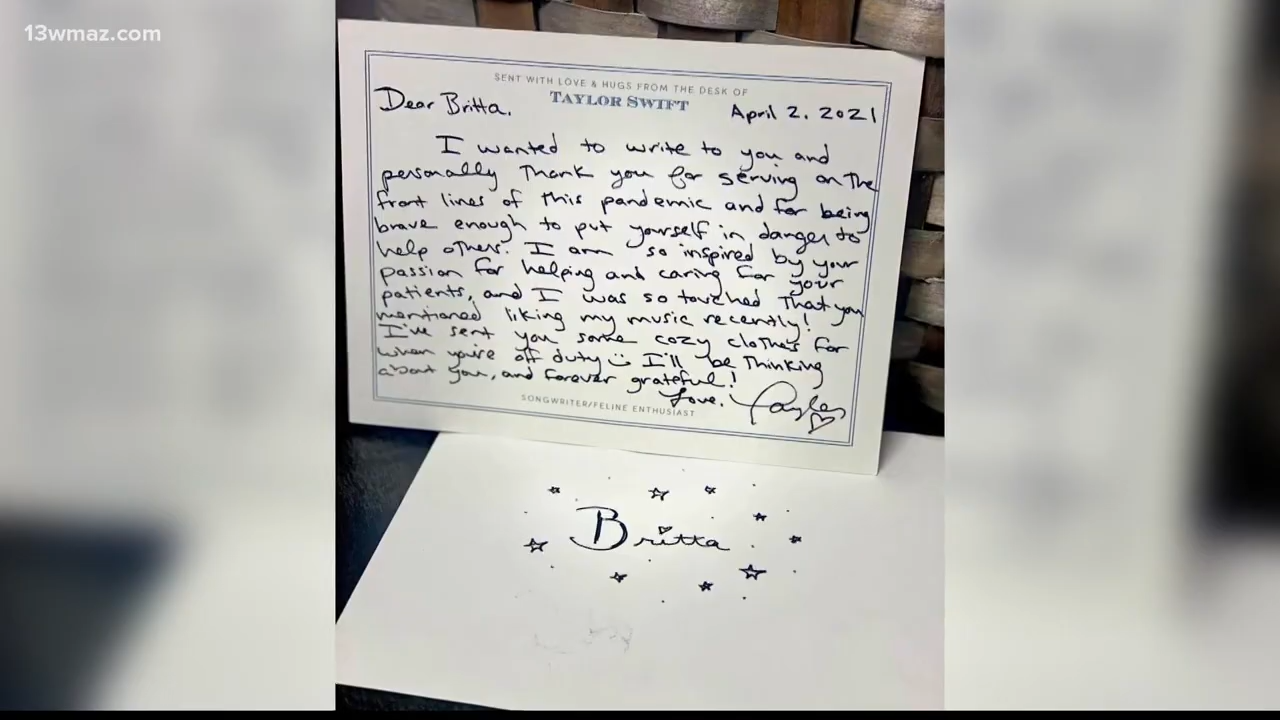 13wmaz.com
SENT WITH LOVE & HUGS FROM THE DESK OF
TAYLOR SWIFT
Dear Britta,
April 2, 2021
I wanted to write to you and
personally thank you for serving on the
front lines of this pandemic and for being
brave enough to put yourself in danger to
help others. I am so inspired by your
passion for helping and caring for your
patients, and I was so touched that you
mentioned liking my music recently!
I've sent you some cozy clothes for
when you're off duty ☺ I'll be thinking
about you, and forever grateful!
Love,
Taylor
SONGWRITER/FELINE ENTHUSIAST
Britta